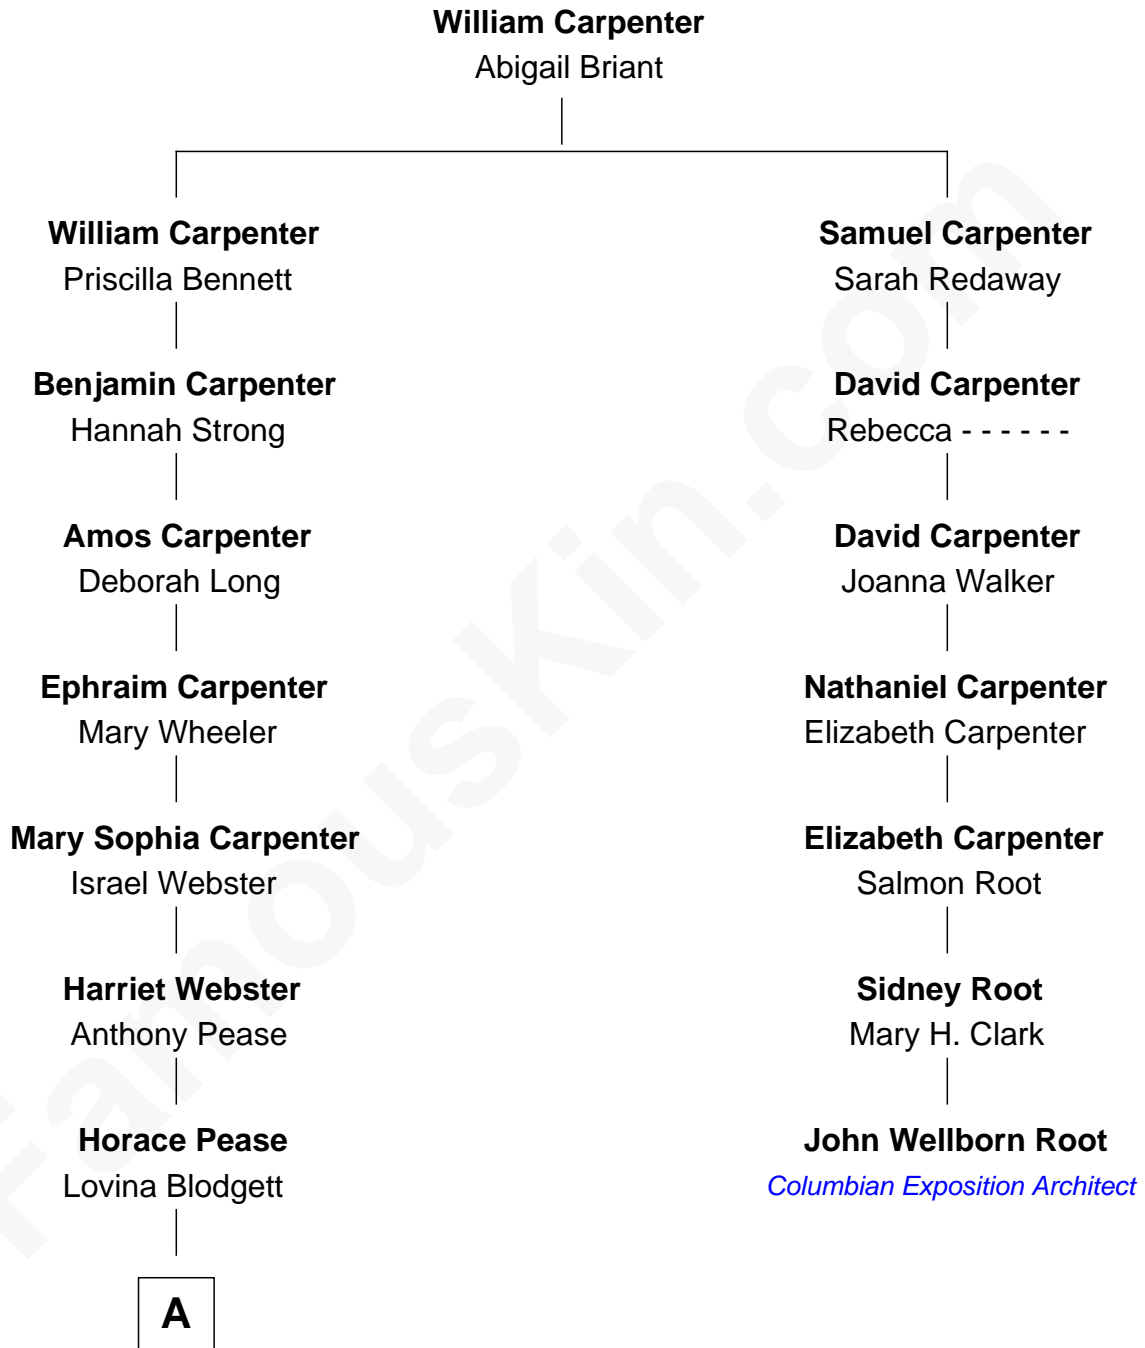 William Carpenter
Abigail Briant
William Carpenter
Priscilla Bennett
Samuel Carpenter
Sarah Redaway
Benjamin Carpenter
Hannah Strong
David Carpenter
Rebecca - - - - - -
Amos Carpenter
Deborah Long
David Carpenter
Joanna Walker
Ephraim Carpenter
Mary Wheeler
Nathaniel Carpenter
Elizabeth Carpenter
Mary Sophia Carpenter
Israel Webster
Elizabeth Carpenter
Salmon Root
Harriet Webster
Anthony Pease
Sidney Root
Mary H. Clark
Horace Pease
Lovina Blodgett
John Wellborn Root
Columbian Exposition Architect
A
FamousKin.com